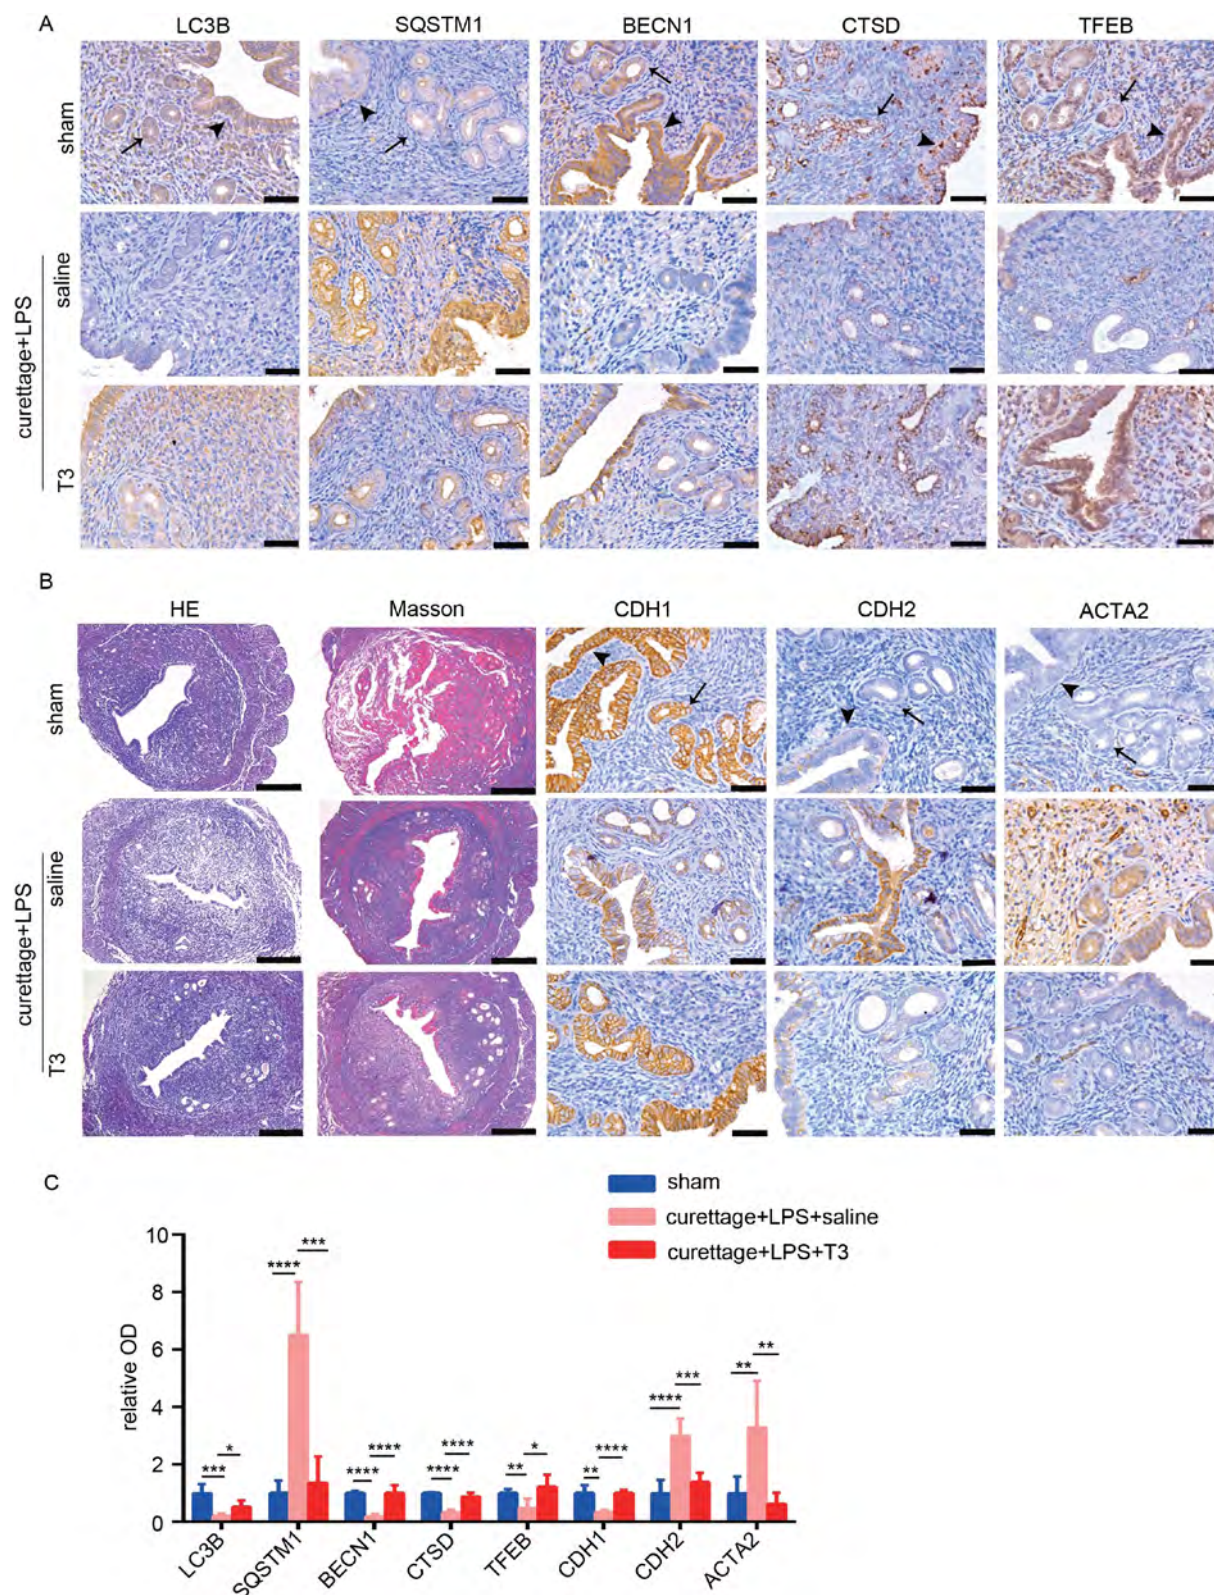 A
LC3B SQSTM1 BECN1 CTSD TFEB
sham
curettage+LPS
saline
T3
B
HE Masson CDH1 CDH2 ACTA2
sham
curettage+LPS
saline
T3
C
sham
curettage+LPS+saline
curettage+LPS+T3
relative OD
10
8
6
4
2
0
**** ***
*** *
**** ****
**** ****
** *
** ****
**** ***
** **
LC3B SQSTM1 BECN1 CTSD TFEB CDH1 CDH2 ACTA2